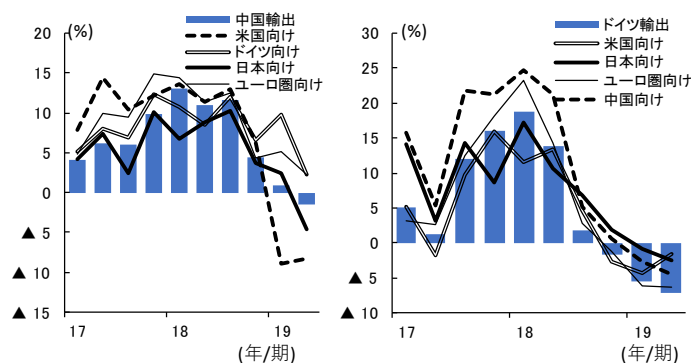 (%)
中国輸出
米国向け
ドイツ向け
日本向け
ユーロ圏向け
20
15
10
5
0
▲ 5
▲ 10
▲ 15
17
18
19
(年/期)
(%)
ドイツ輸出
米国向け
日本向け
ユーロ圏向け
中国向け
30
25
20
15
10
5
0
▲ 5
▲ 10
17
18
19
(年/期)